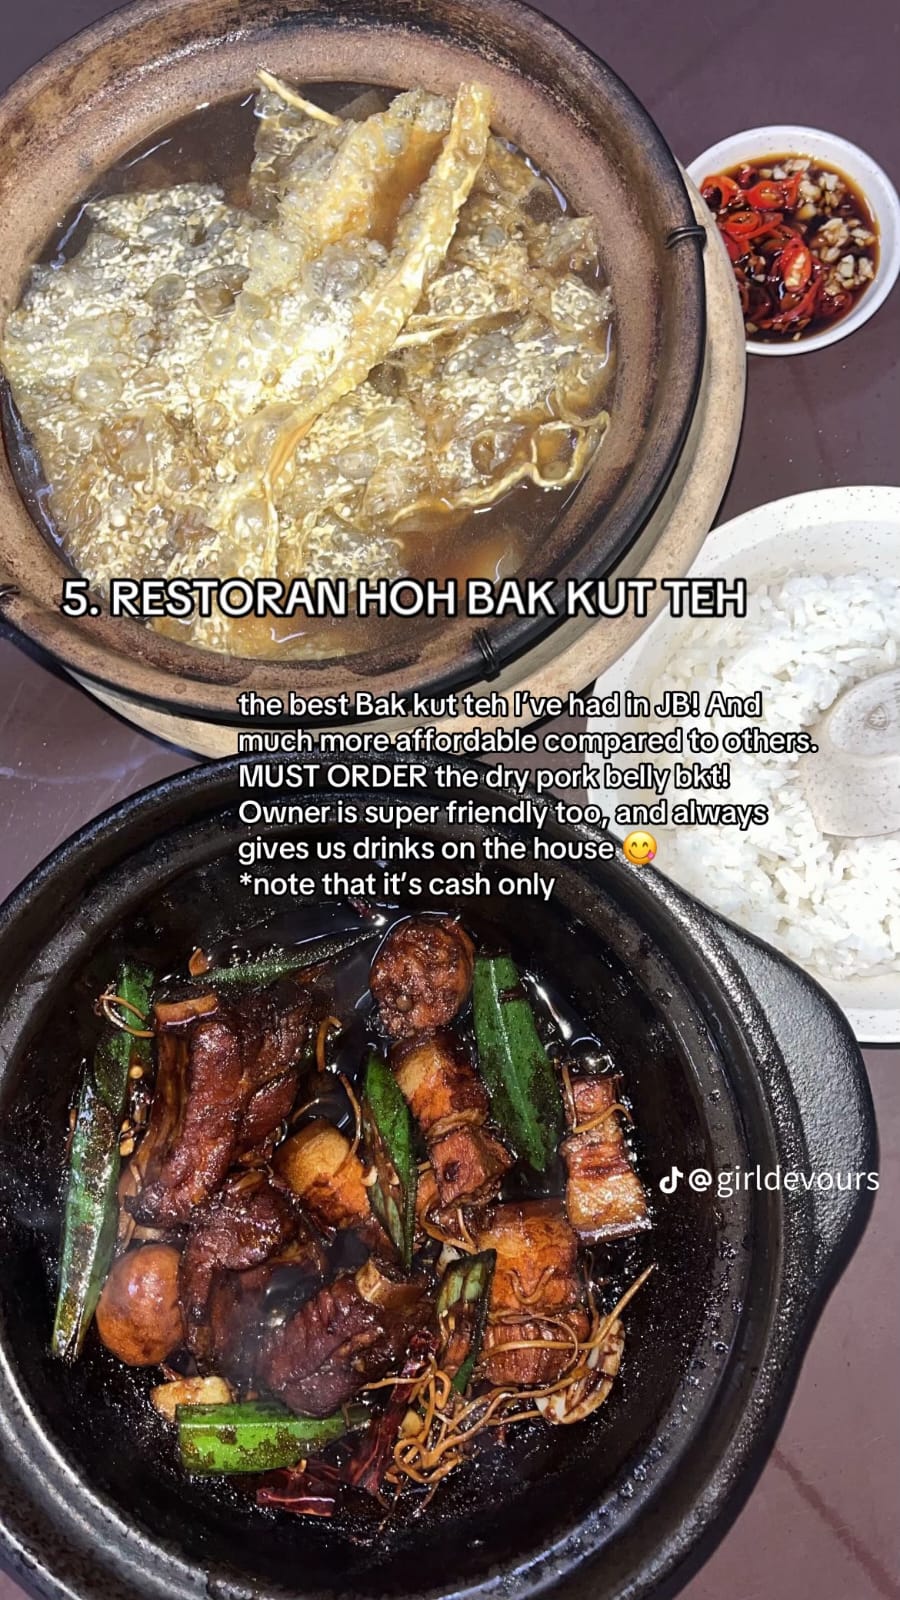 5. RESTORAN HOH BAK KUT TEH
the best Bak kut teh I’ve had in JB! And
much more affordable compared to others.
MUST ORDER the dry pork belly bkt!
Owner is super friendly too, and always
gives us drinks on the house 😋
*note that it’s cash only
@girldevours